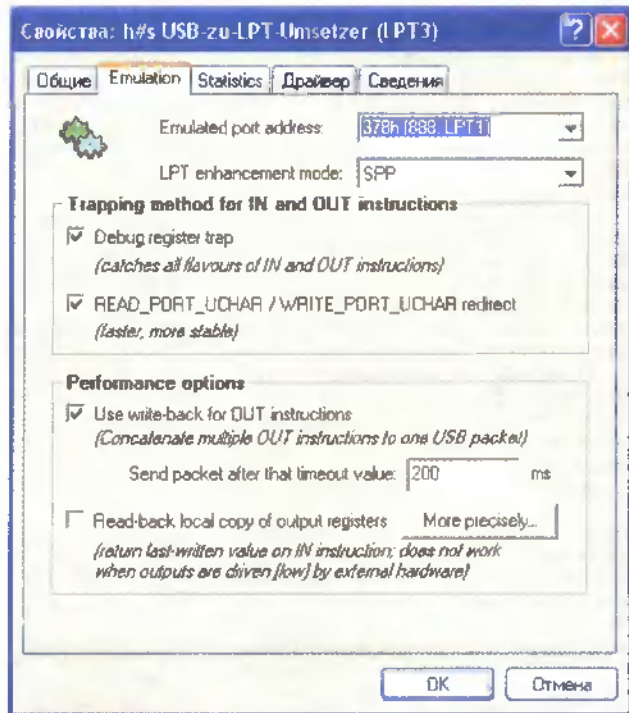 Свойства: h#s USB-zu-LPT-Umsetzer (LPT3)
Общие Emulation Statistics Драйвер Сведения
Emulated port address: 378h (888, LPT1)
LPT enhancement mode: SPP
Trapping method for IN and OUT instructions
Debug register trap
(catches all flavours of IN and OUT instructions)
READ_PORT_UCHAR / WRITE_PORT_UCHAR redirect
(faster, more stable)
Performance options
Use write-back for OUT instructions
(Concatenate multiple OUT instructions to one USB packet)
Send packet after that timeout value: 200 ms
Read-back local copy of output registers More precisely...
(return last-written value on IN instruction; does not work
when outputs are driven [low] by external hardware)
OK Отмена